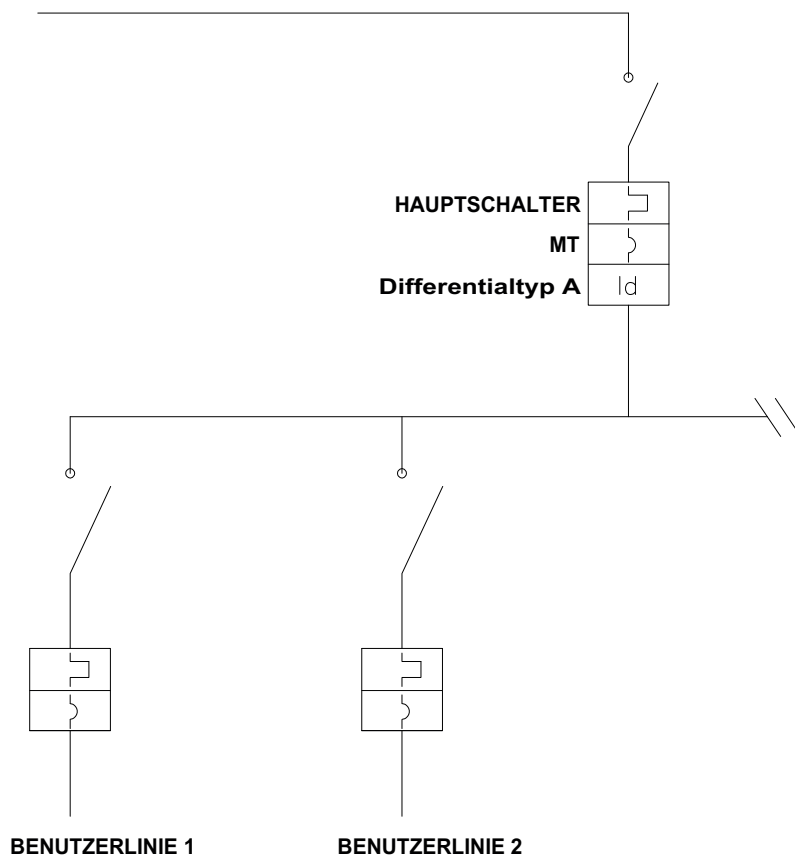 HAUPTSCHALTER
MT
Differentialtyp A
Id
BENUTZERLINIE 1
BENUTZERLINIE 2